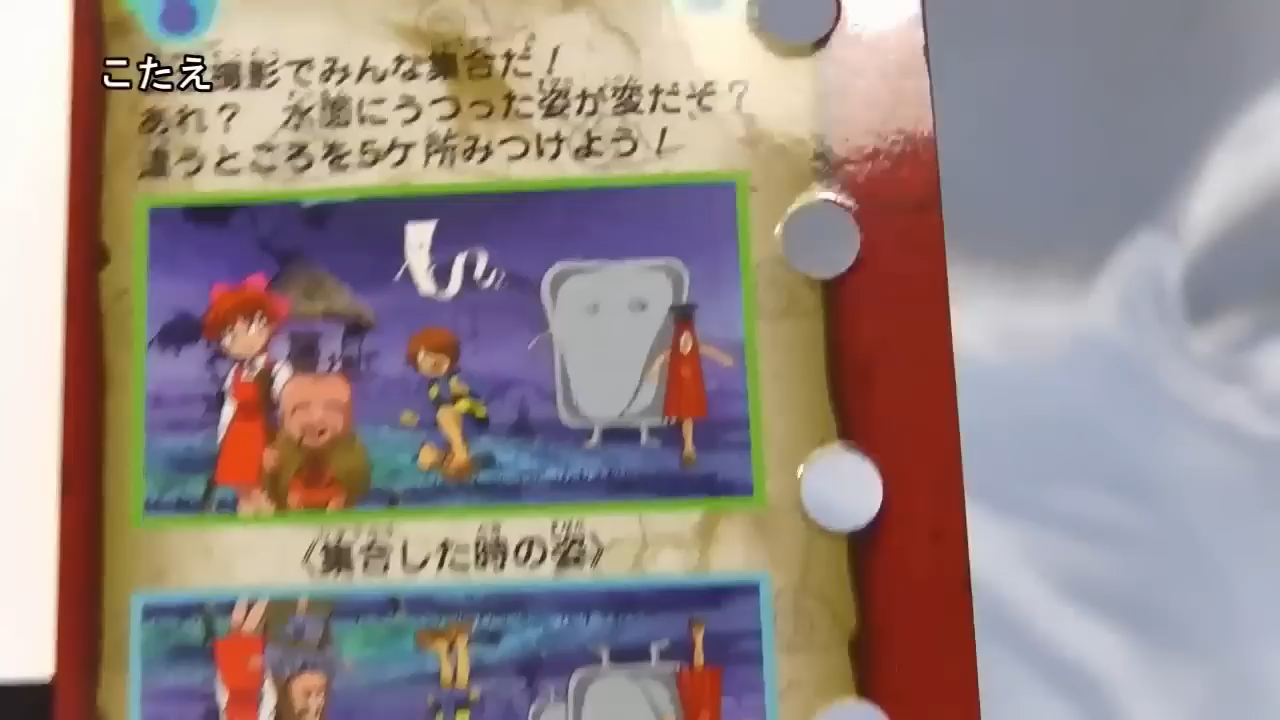 こたえ
撮影でみんな集合だ！
あれ？ 水面にうつった姿が変だぞ？
違うところを5ケ所みつけよう！
《集合した時の姿》